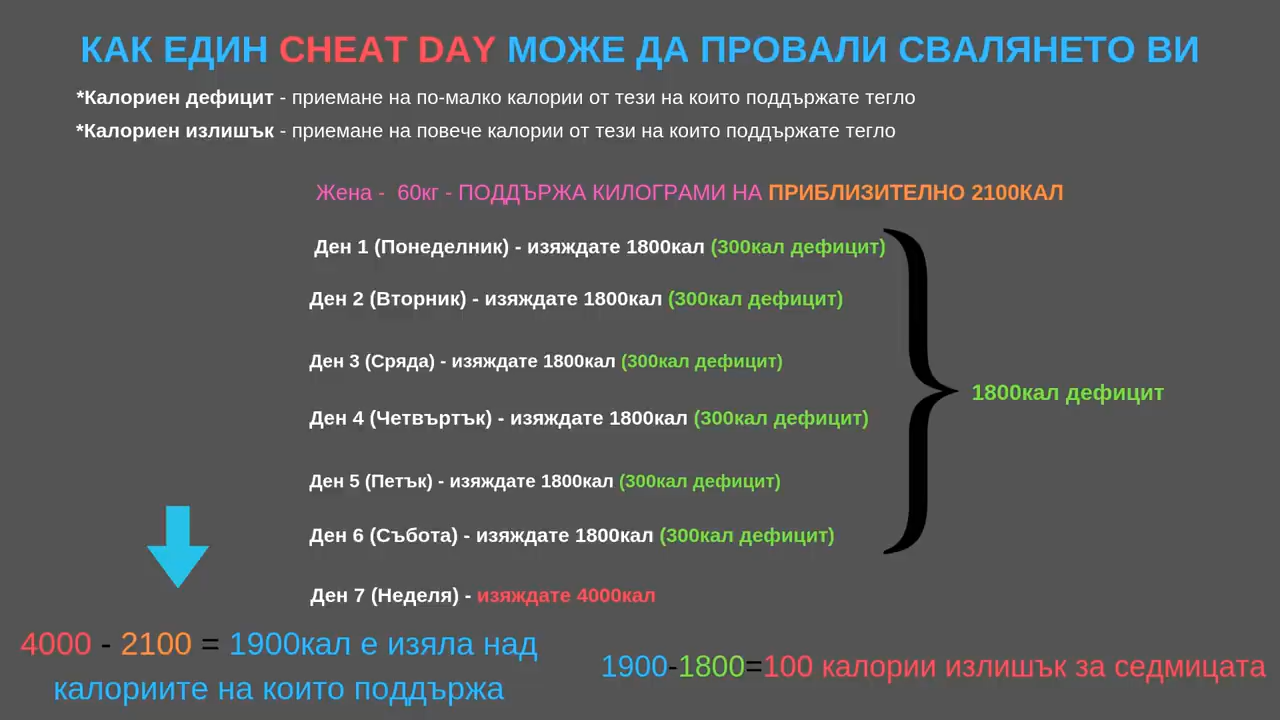 КАК ЕДИН CHEAT DAY МОЖЕ ДА ПРОВАЛИ СВАЛЯНЕТО ВИ
*Калориен дефицит - приемане на по-малко калории от тези на които поддържате тегло
*Калориен излишък - приемане на повече калории от тези на които поддържате тегло
Жена - 60кг - ПОДДЪРЖА КИЛОГРАМИ НА ПРИБЛИЗИТЕЛНО 2100КАЛ
Ден 1 (Понеделник) - изяждате 1800кал (300кал дефицит)
Ден 2 (Вторник) - изяждате 1800кал (300кал дефицит)
Ден 3 (Сряда) - изяждате 1800кал (300кал дефицит)
1800кал дефицит
Ден 4 (Четвъртък) - изяждате 1800кал (300кал дефицит)
Ден 5 (Петък) - изяждате 1800кал (300кал дефицит)
Ден 6 (Събота) - изяждате 1800кал (300кал дефицит)
Ден 7 (Неделя) - изяждате 4000кал
4000 - 2100 = 1900кал е изяла над
калориите на които поддържа
1900-1800=100 калории излишък за седмицата